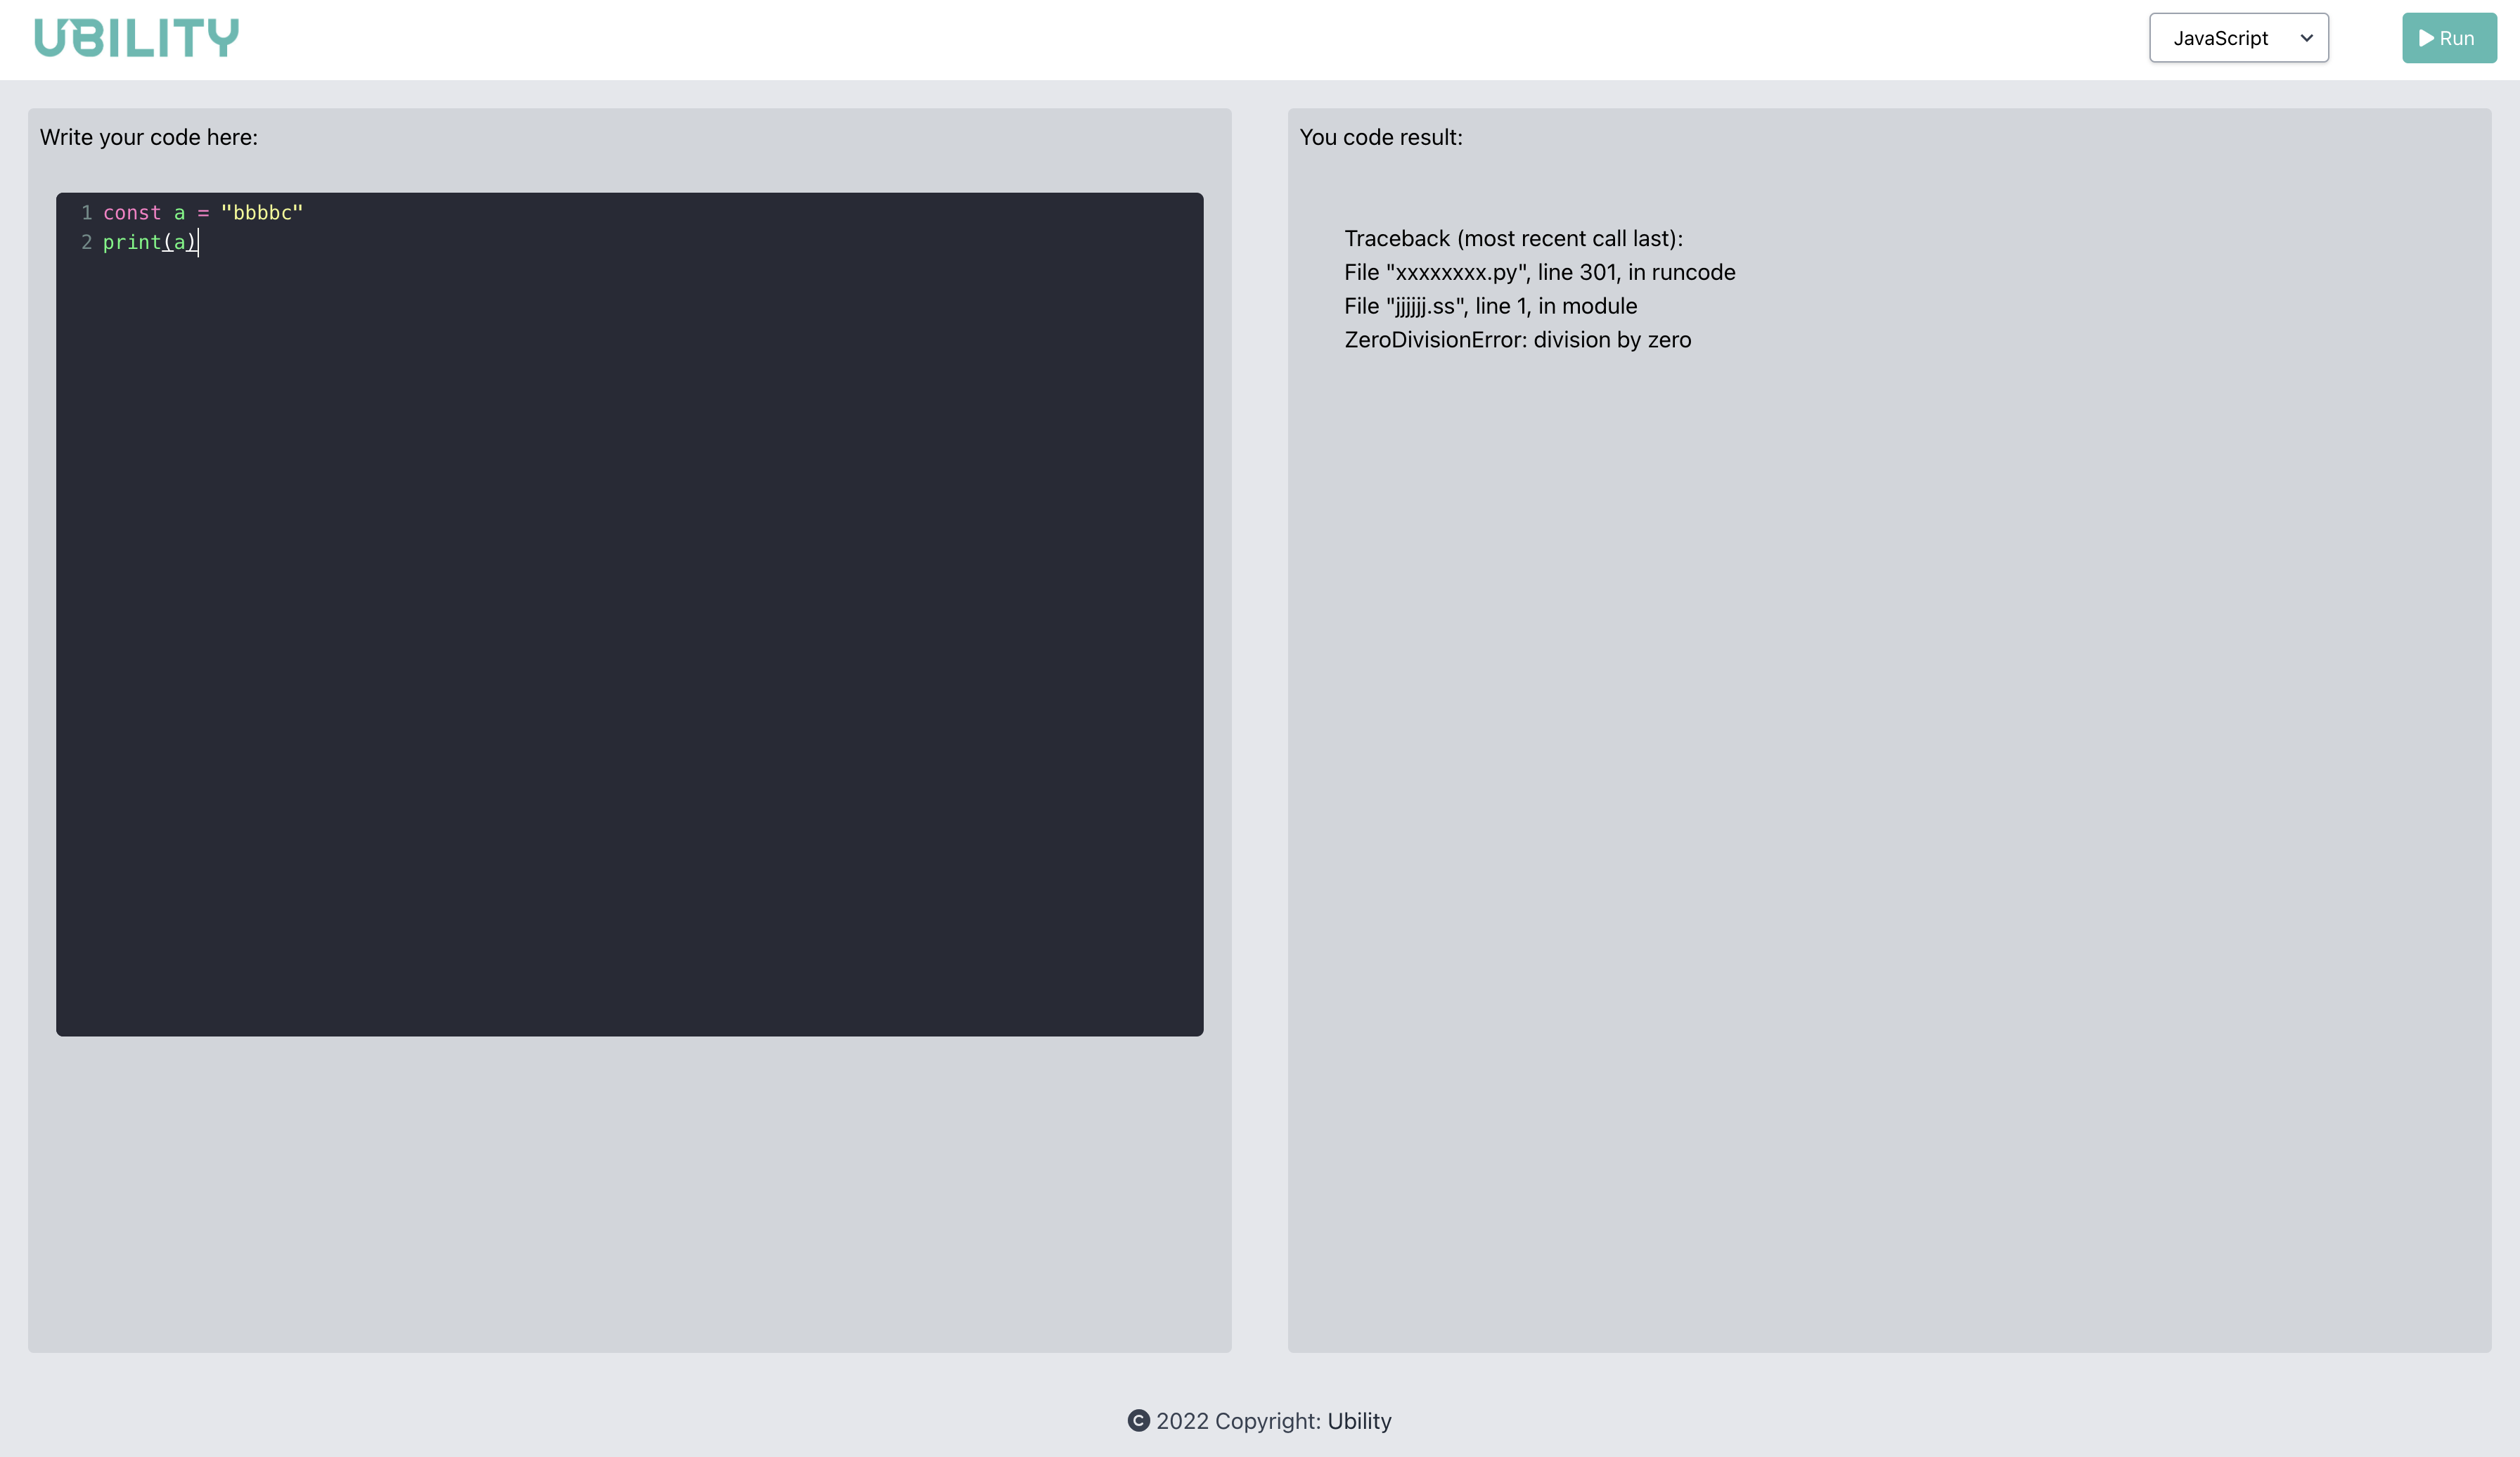 UBILITY
JavaScript
Run
Write your code here:
1 const a = "bbbbc"
2 print(a)
You code result:
Traceback (most recent call last):
File "xxxxxxxx.py", line 301, in runcode
File "jjjjjj.ss", line 1, in module
ZeroDivisionError: division by zero
© 2022 Copyright: Ubility